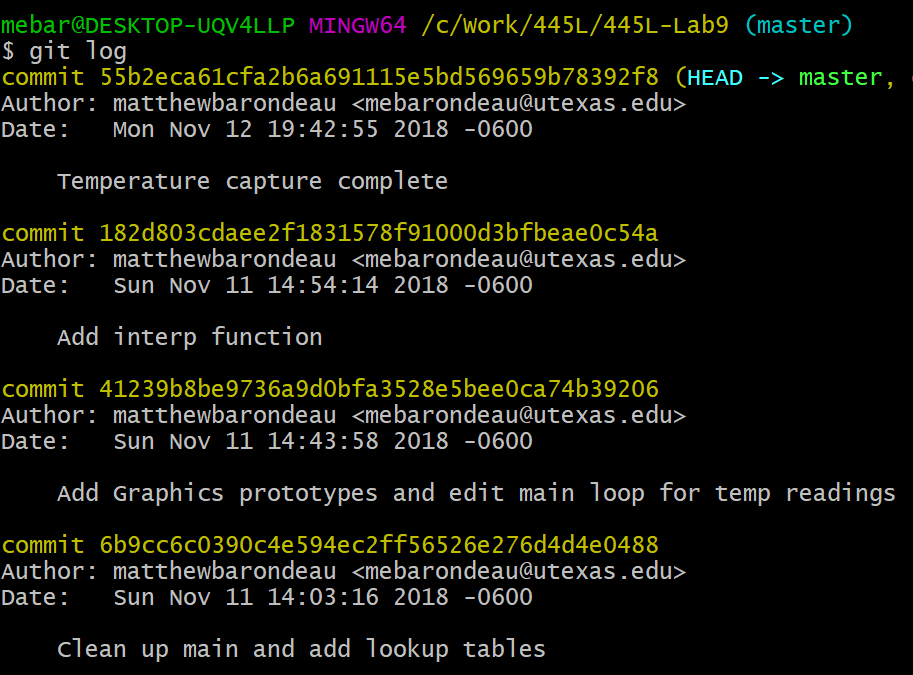 mebar@DESKTOP-UQV4LLP MINGW64 /c/Work/445L/445L-Lab9 (master)
$ git log
commit 55b2eca61cfa2b6a691115e5bd569659b78392f8 (HEAD -> master,
Author: matthewbarondeau <mebarondeau@utexas.edu>
Date:   Mon Nov 12 19:42:55 2018 -0600
Temperature capture complete
commit 182d803cdaee2f1831578f91000d3bfbeae0c54a
Author: matthewbarondeau <mebarondeau@utexas.edu>
Date:   Sun Nov 11 14:54:14 2018 -0600
Add interp function
commit 41239b8be9736a9d0bfa3528e5bee0ca74b39206
Author: matthewbarondeau <mebarondeau@utexas.edu>
Date:   Sun Nov 11 14:43:58 2018 -0600
Add Graphics prototypes and edit main loop for temp readings
commit 6b9cc6c0390c4e594ec2ff56526e276d4d4e0488
Author: matthewbarondeau <mebarondeau@utexas.edu>
Date:   Sun Nov 11 14:03:16 2018 -0600
Clean up main and add lookup tables